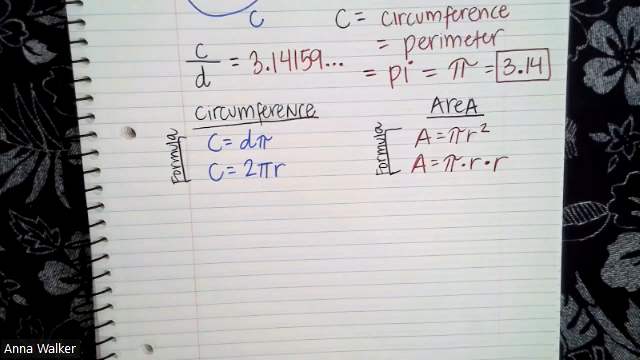 C   C = circumference
= perimeter
c/d = 3.14159... = pi = π = 3.14
Circumference   Area
Formula   C = dπ   Formula   A = πr²
C = 2πr   A = π·r·r
Anna Walker